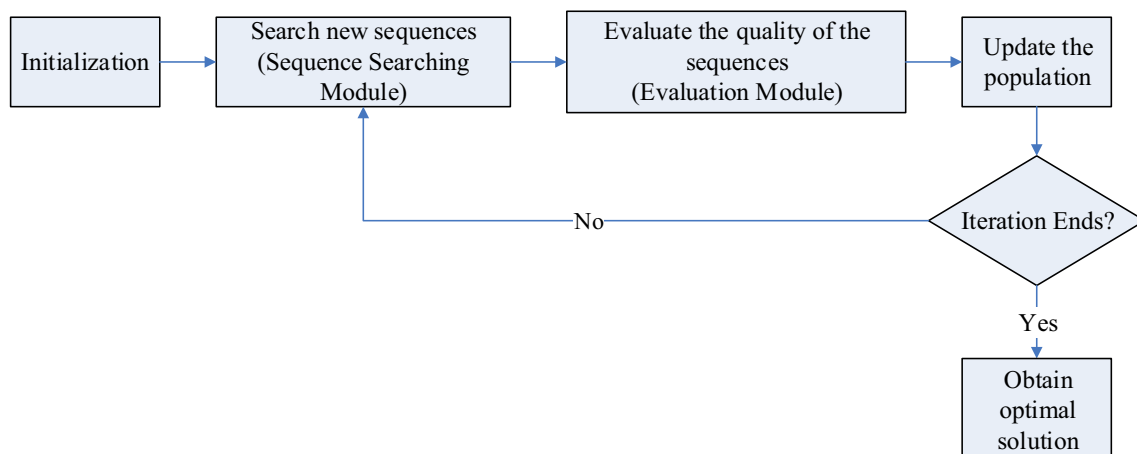 Initialization
Search new sequences
(Sequence Searching
Module)
Evaluate the quality of the
sequences
(Evaluation Module)
Update the
population
Iteration Ends?
No
Yes
Obtain
optimal
solution